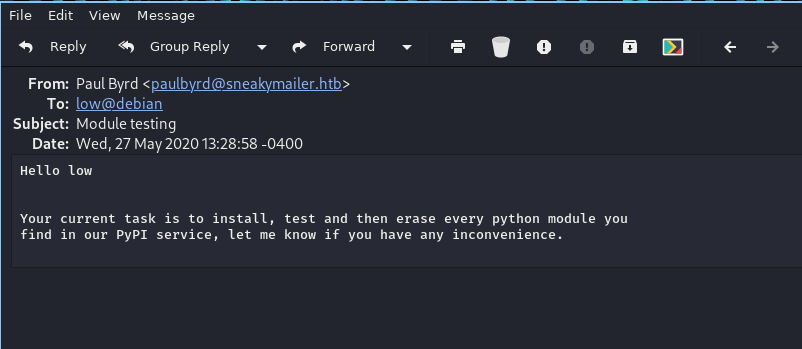 File Edit View Message
Reply Group Reply Forward
From: Paul Byrd <paulbyrd@sneakymailer.htb>
To: low@debian
Subject: Module testing
Date: Wed, 27 May 2020 13:28:58 -0400
Hello low
Your current task is to install, test and then erase every python module you
find in our PyPI service, let me know if you have any inconvenience.